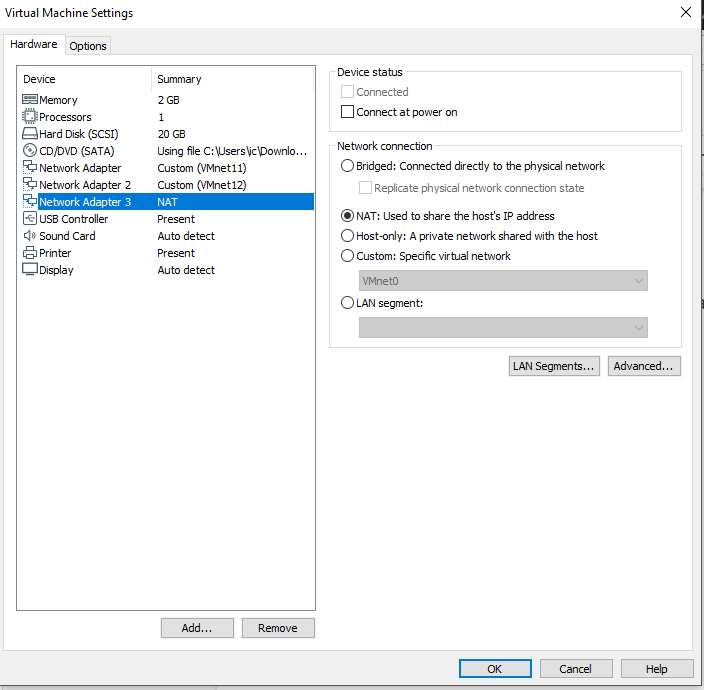 Virtual Machine Settings
Hardware
Options
Device Summary
Memory 2 GB
Processors 1
Hard Disk (SCSI) 20 GB
CD/DVD (SATA) Using file C:\Users\ic\Downlo...
Network Adapter Custom (VMnet11)
Network Adapter 2 Custom (VMnet12)
Network Adapter 3 NAT
USB Controller Present
Sound Card Auto detect
Printer Present
Display Auto detect
Add... Remove
Device status
Connected
Connect at power on
Network connection
Bridged: Connected directly to the physical network
Replicate physical network connection state
NAT: Used to share the host's IP address
Host-only: A private network shared with the host
Custom: Specific virtual network
VMnet0
LAN segment:
LAN Segments... Advanced...
OK Cancel Help